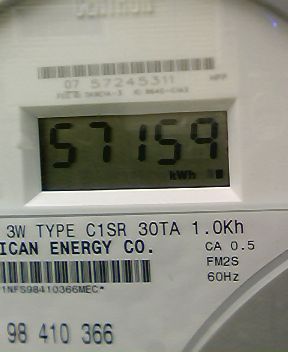 07 57245311
57159
kWh
3W TYPE C1SR 30TA 1.0Kh
ICAN ENERGY CO.
CA 0.5
FM2S
60Hz
*1NFS98410366MEC*
98 410 366